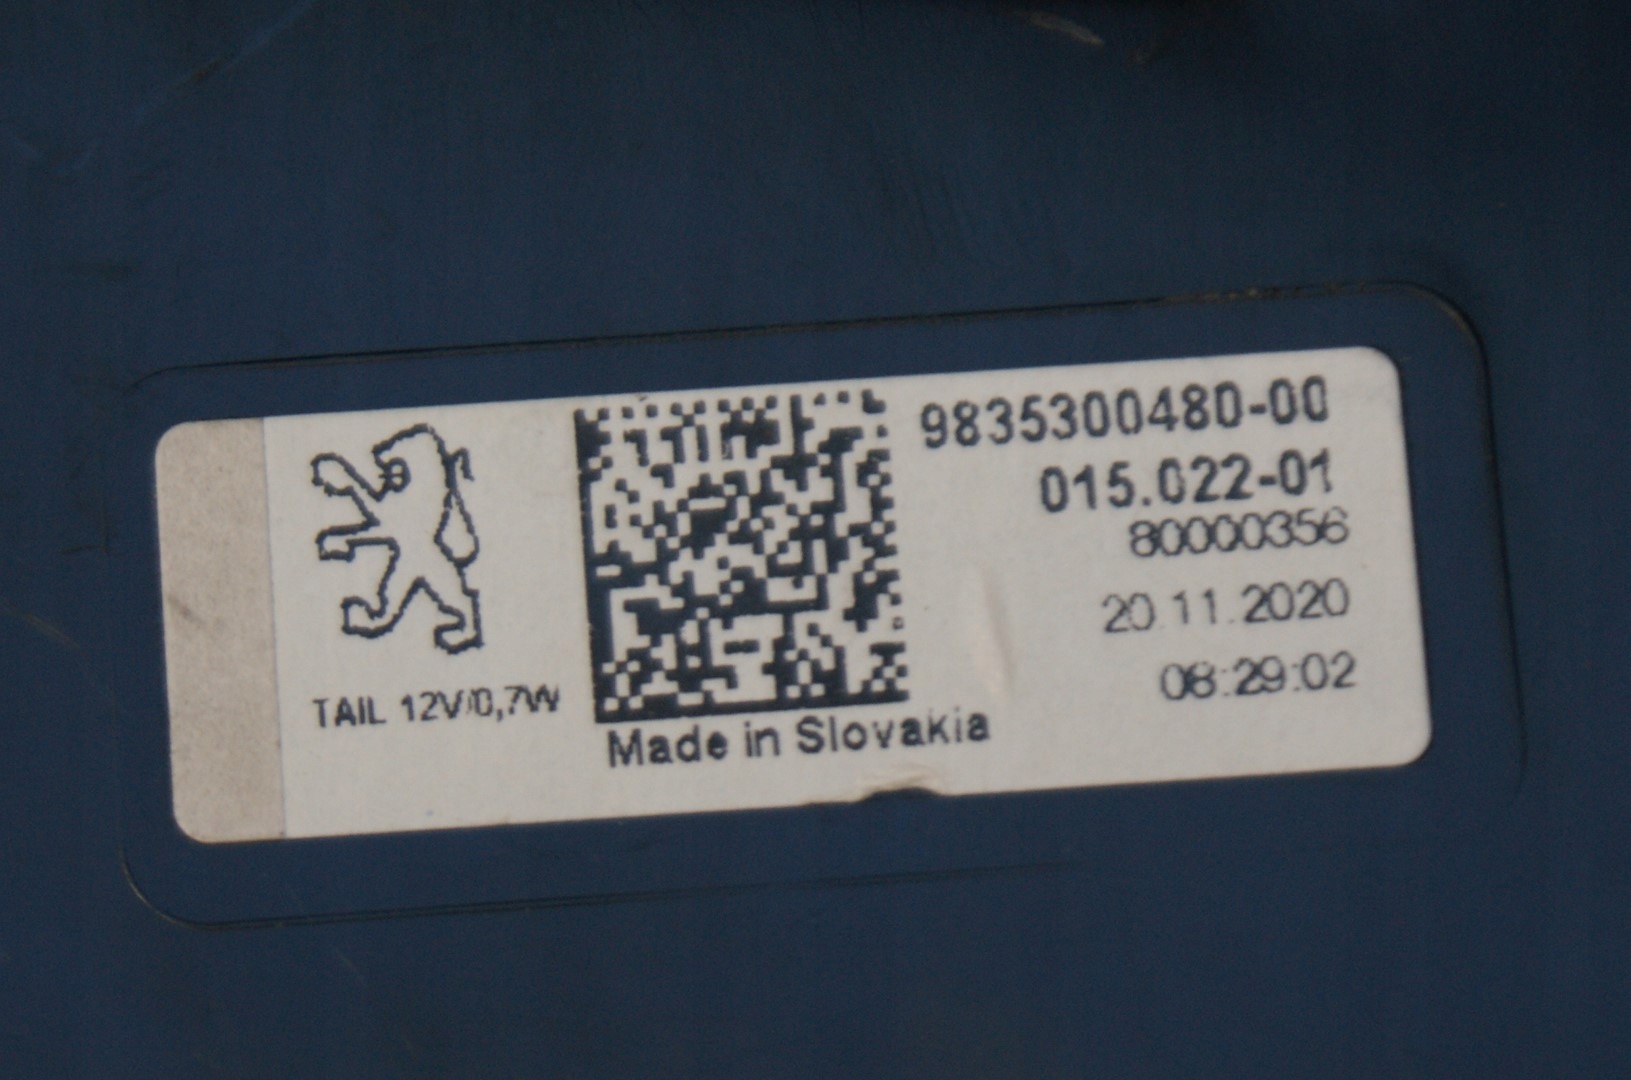 9835300480-00
015.022-01
80000356
20.11.2020
08:29:02
TAIL 12V/0,7W
Made in Slovakia